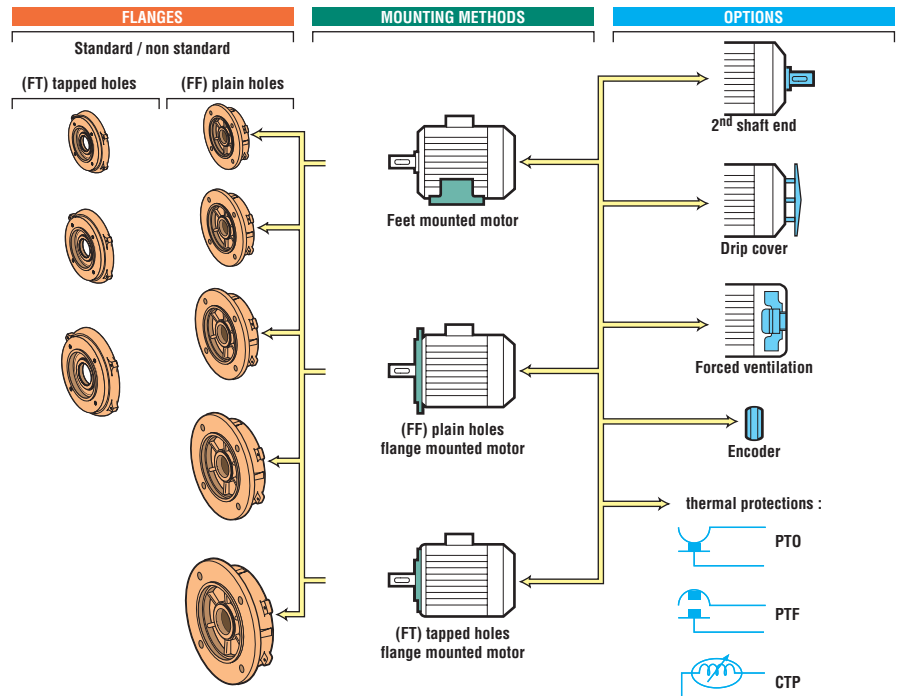 FLANGES
Standard / non standard
(FT) tapped holes
(FF) plain holes
MOUNTING METHODS
Feet mounted motor
(FF) plain holes
flange mounted motor
(FT) tapped holes
flange mounted motor
OPTIONS
2nd shaft end
Drip cover
Forced ventilation
Encoder
thermal protections :
PTO
PTF
CTP